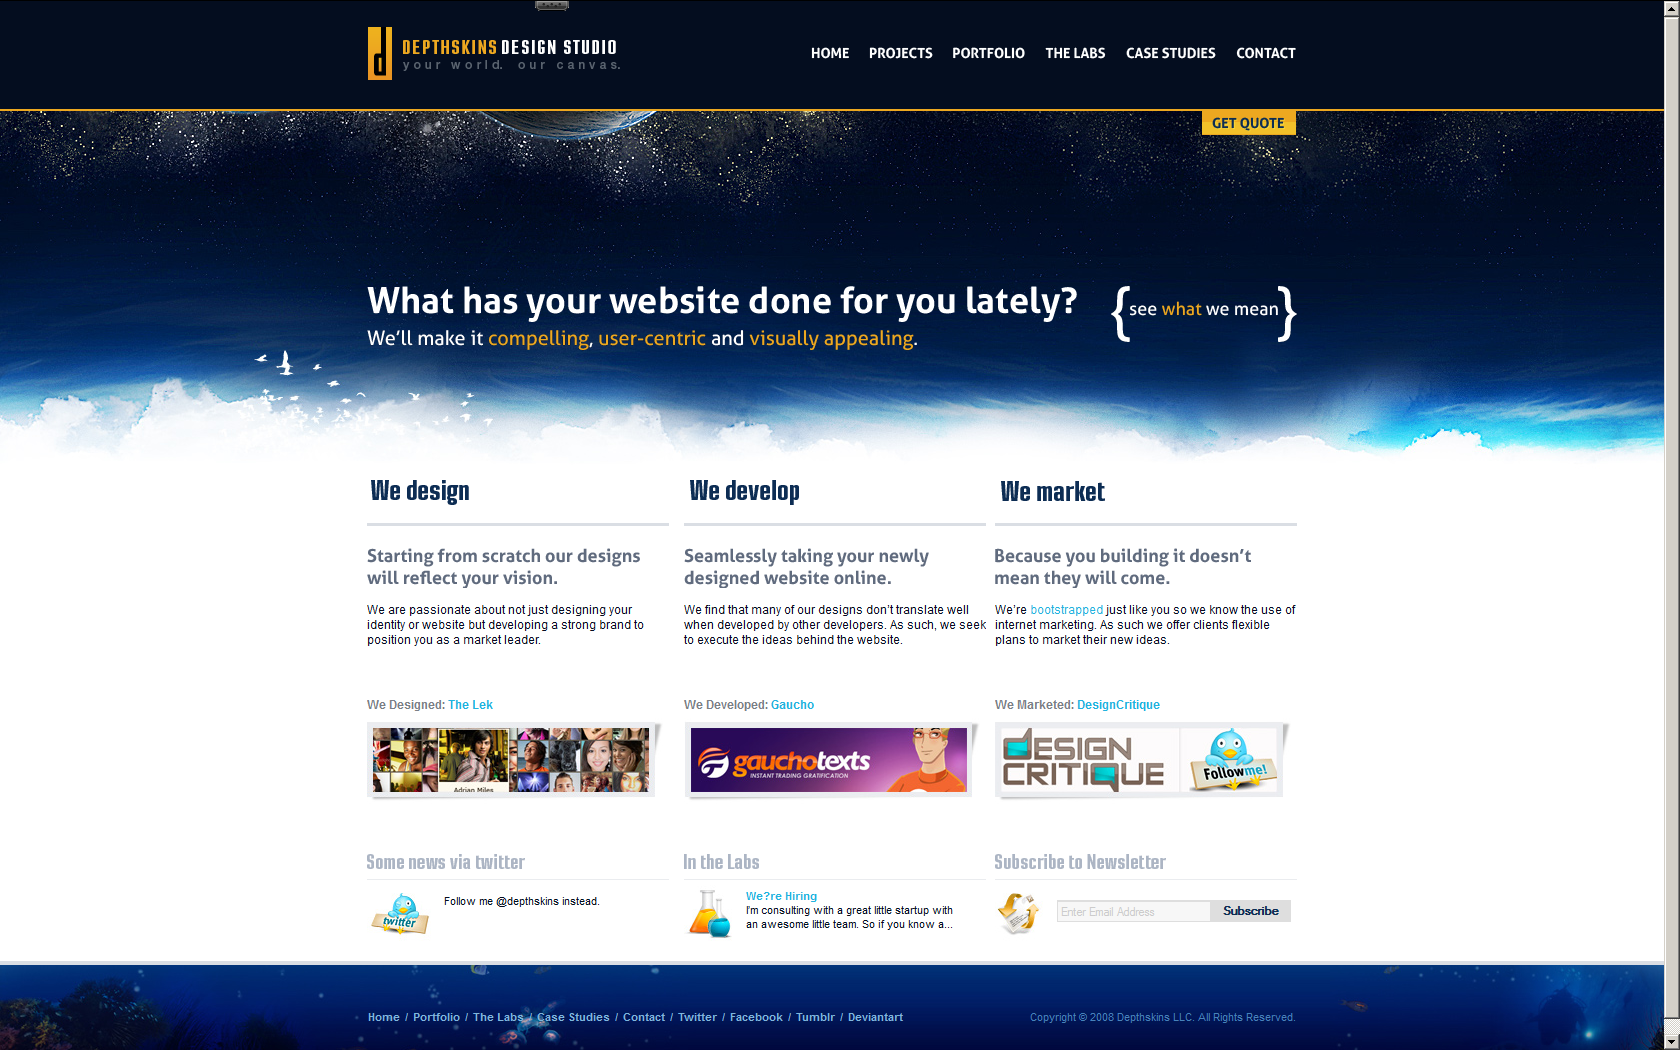 DEPTHSKINS DESIGN STUDIO
your world. our canvas.
HOME PROJECTS PORTFOLIO THE LABS CASE STUDIES CONTACT
GET QUOTE
What has your website done for you lately?
We'll make it compelling, user-centric and visually appealing.
{see what we mean}
We design
Starting from scratch our designs
will reflect your vision.
We are passionate about not just designing your
identity or website but developing a strong brand to
position you as a market leader.
We Designed: The Lek
Adrian Miles
We develop
Seamlessly taking your newly
designed website online.
We find that many of our designs don't translate well
when developed by other developers. As such, we seek
to execute the ideas behind the website.
We Developed: Gaucho
gauchotexts
INSTANT TRADING GRATIFICATION
We market
Because you building it doesn't
mean they will come.
We're bootstrapped just like you so we know the use of
internet marketing. As such we offer clients flexible
plans to market their new ideas.
We Marketed: DesignCritique
DESIGN
CRITIQUE
Follow me!
Some news via twitter
twitter
Follow me @depthskins instead.
In the Labs
We?re Hiring
I'm consulting with a great little startup with
an awesome little team. So if you know a...
Subscribe to Newsletter
Enter Email Address
Subscribe
Home / Portfolio / The Labs / Case Studies / Contact / Twitter / Facebook / Tumblr / Deviantart
Copyright © 2008 Depthskins LLC. All Rights Reserved.